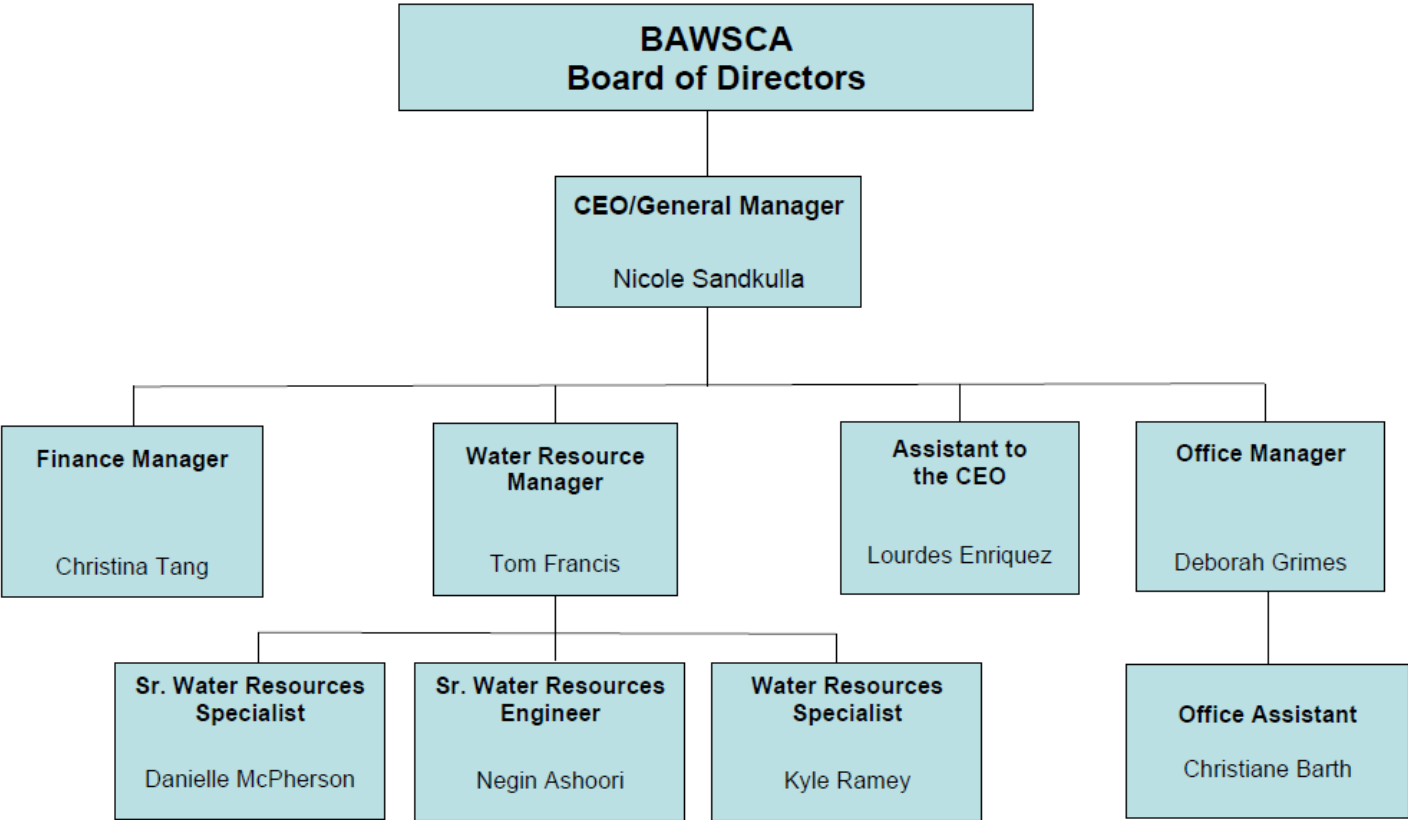 BAWSCA
Board of Directors
CEO/General Manager
Nicole Sandkulla
Finance Manager
Christina Tang
Water Resource
Manager
Tom Francis
Assistant to
the CEO
Lourdes Enriquez
Office Manager
Deborah Grimes
Sr. Water Resources
Specialist
Danielle McPherson
Sr. Water Resources
Engineer
Negin Ashoori
Water Resources
Specialist
Kyle Ramey
Office Assistant
Christiane Barth